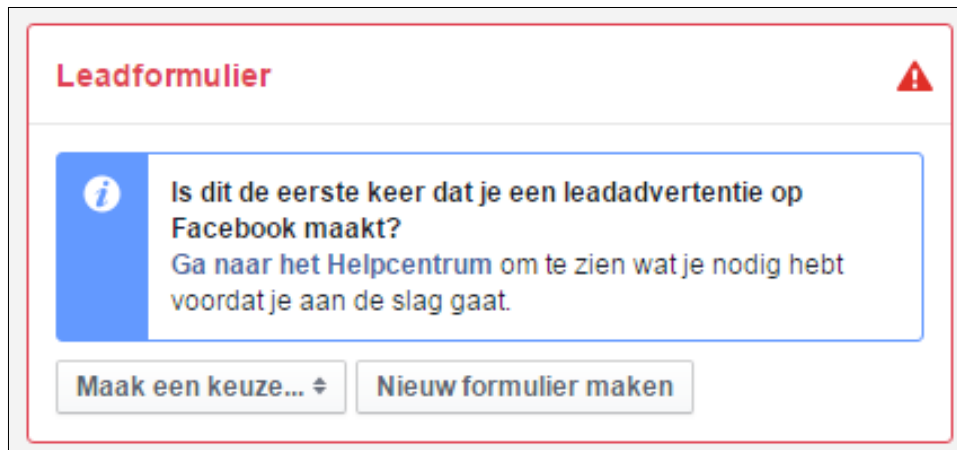 Leadformulier
Is dit de eerste keer dat je een leadadvertentie op
Facebook maakt?
Ga naar het Helpcentrum om te zien wat je nodig hebt
voordat je aan de slag gaat.
Maak een keuze... Nieuw formulier maken